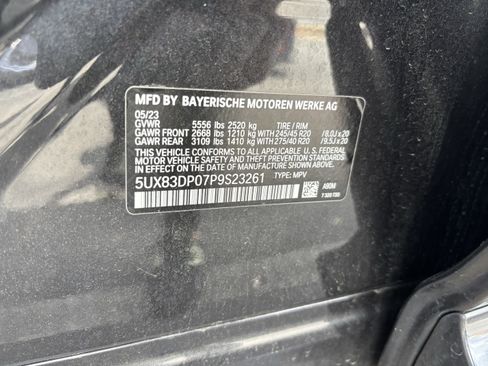 MFD BY BAYERISCHE MOTOREN WERKE AG
05/23
GVWR 5556 lbs 2520 kg TIRE / RIM
GAWR FRONT 2668 lbs 1210 kg WITH 245/45 R20 /8.0J x 20
GAWR REAR 3109 lbs 1410 kg WITH 275/40 R20 /9.5J x 20
THIS VEHICLE CONFORMS TO ALL APPLICABLE
U.S. FEDERAL MOTOR VEHICLE SAFETY STANDARDS IN
EFFECT ON THE DATE OF MANUFACTURE SHOWN ABOVE.
5UX83DP07P9S23261 TYPE: MPV A90M